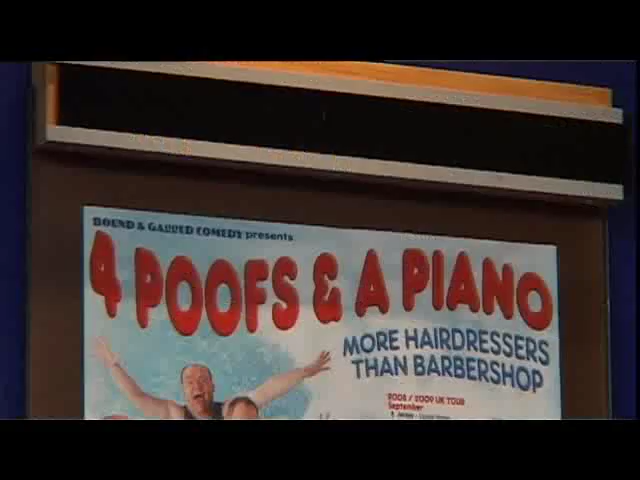 BOUND & GAGGED COMEDY presents
4 POOFS & A PIANO
MORE HAIRDRESSERS
THAN BARBERSHOP
2008 / 2009 UK TOUR
September